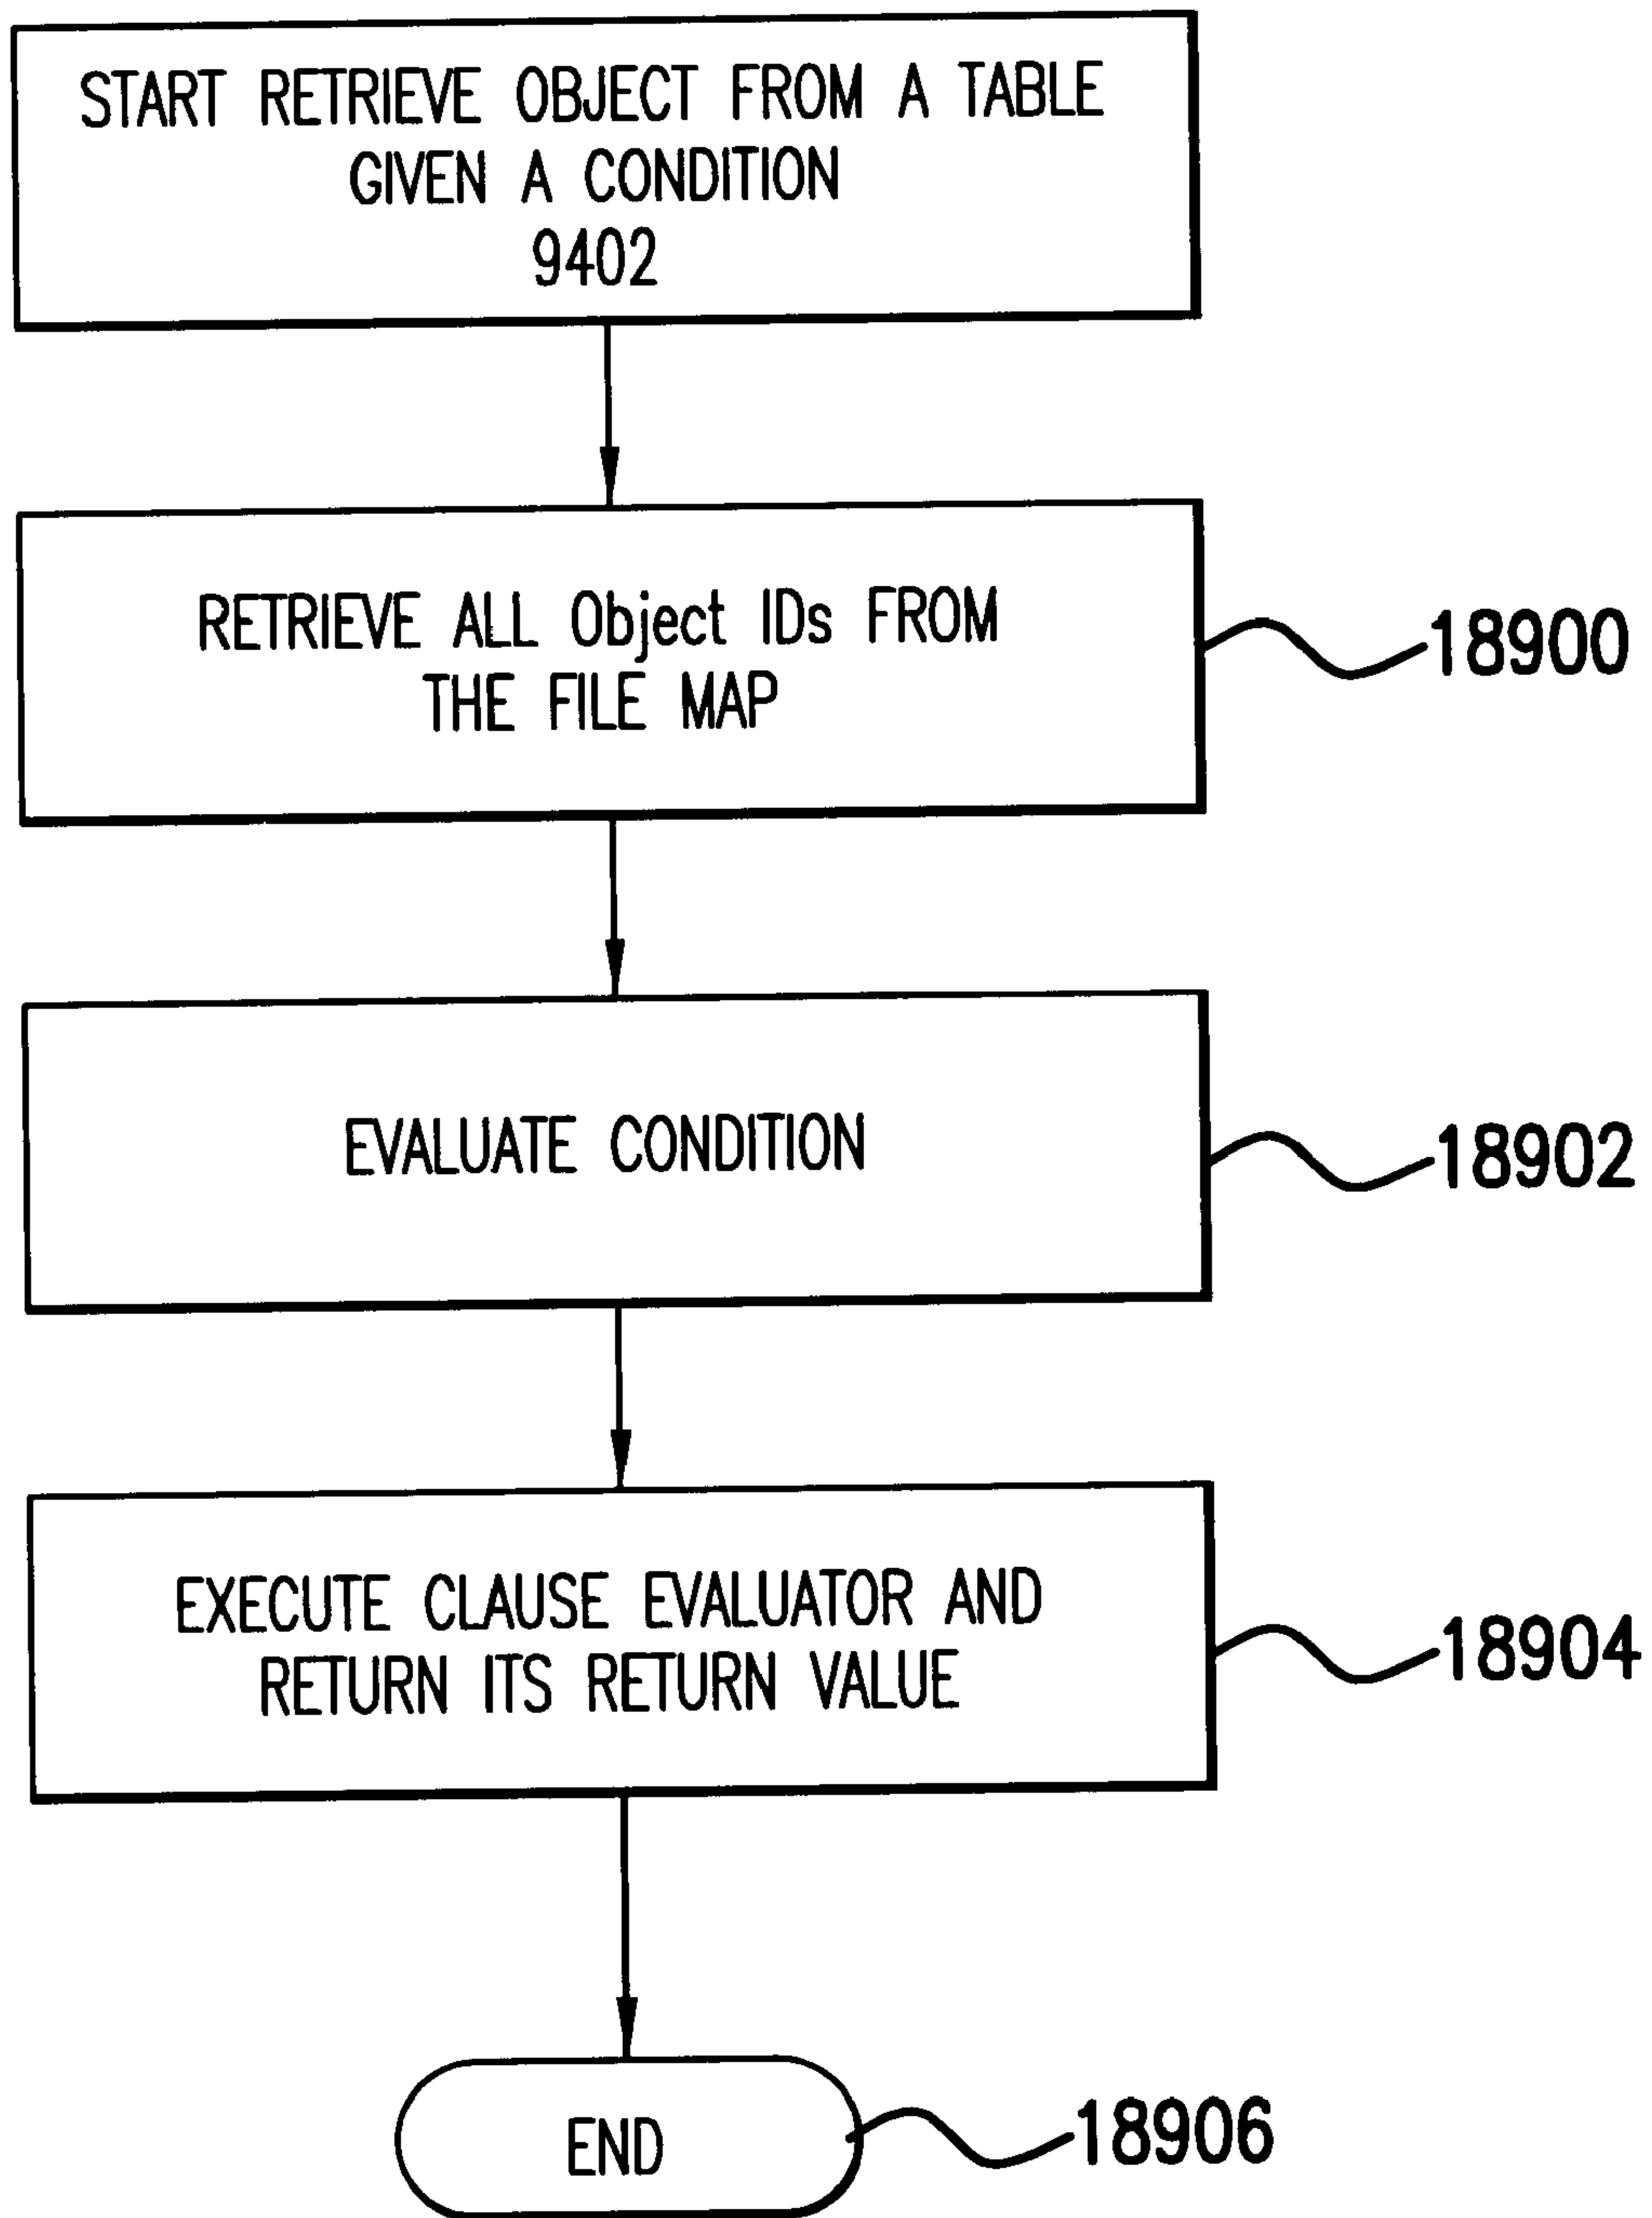 START RETRIEVE OBJECT FROM A TABLE
GIVEN A CONDITION
9402
RETRIEVE ALL Object IDs FROM
THE FILE MAP
18900
EVALUATE CONDITION
18902
EXECUTE CLAUSE EVALUATOR AND
RETURN ITS RETURN VALUE
18904
END
18906